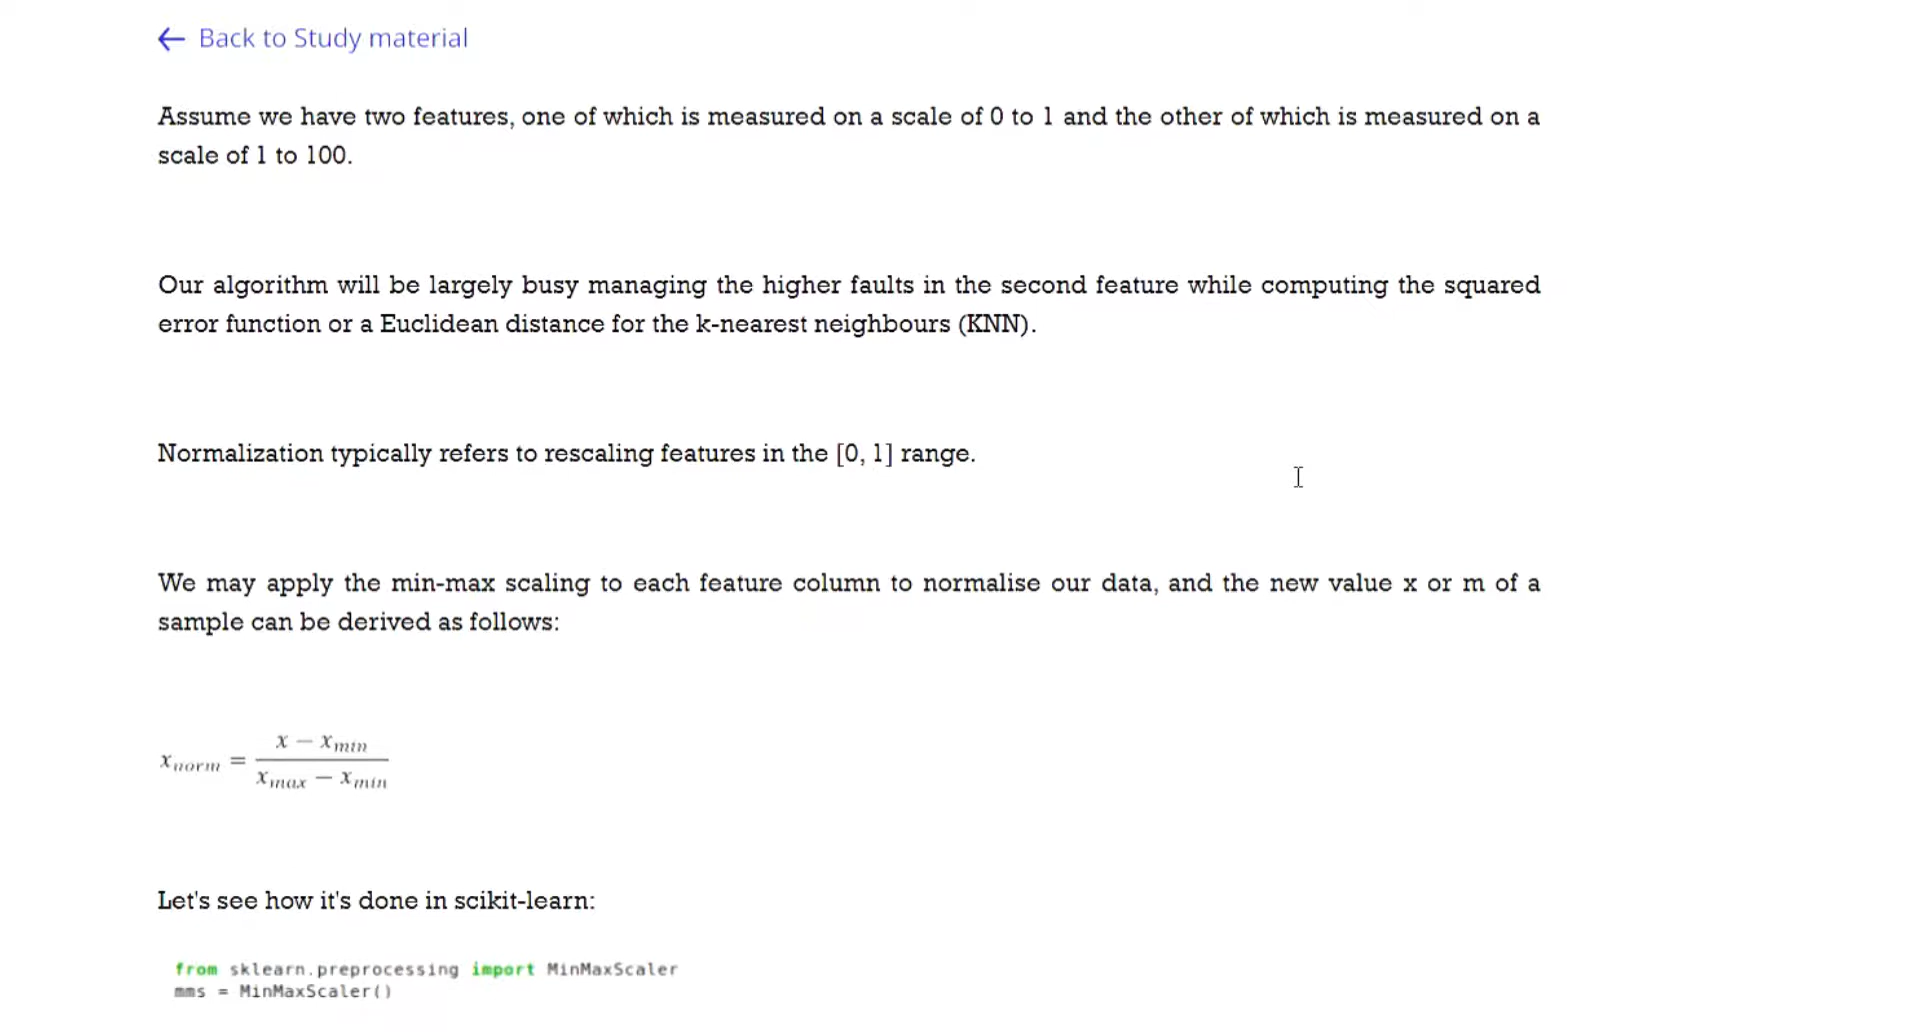 ← Back to Study material
Assume we have two features, one of which is measured on a scale of 0 to 1 and the other of which is measured on a
scale of 1 to 100.
Our algorithm will be largely busy managing the higher faults in the second feature while computing the squared
error function or a Euclidean distance for the k-nearest neighbours (KNN).
Normalization typically refers to rescaling features in the [0, 1] range.
We may apply the min-max scaling to each feature column to normalise our data, and the new value x or m of a
sample can be derived as follows:
x_norm = (x − x_min) / (x_max − x_min)
Let's see how it's done in scikit-learn:
from sklearn.preprocessing import MinMaxScaler
mms = MinMaxScaler()